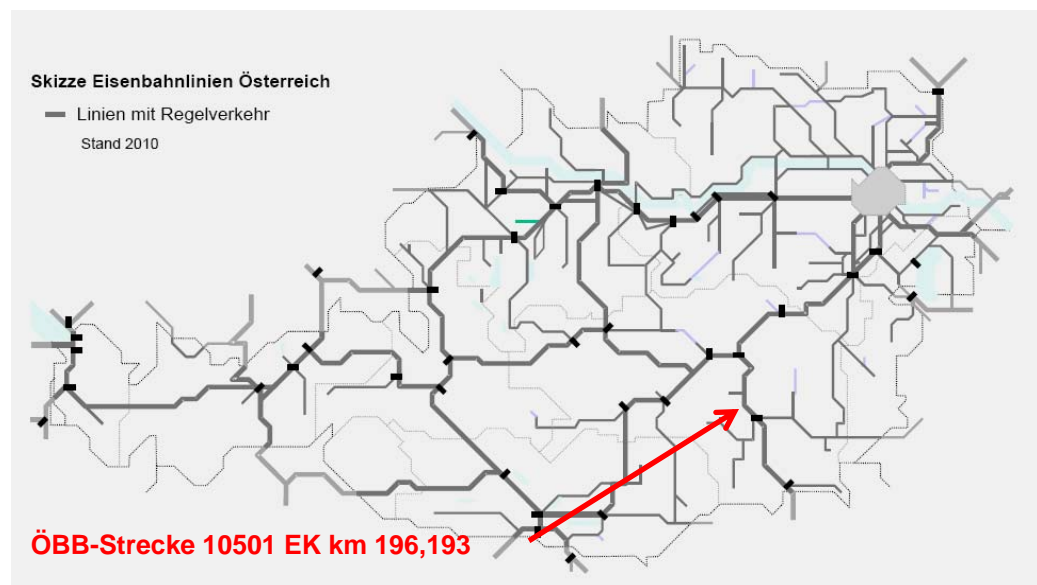 Skizze Eisenbahnlinien Österreich
Linien mit Regelverkehr
Stand 2010
ÖBB-Strecke 10501 EK km 196,193